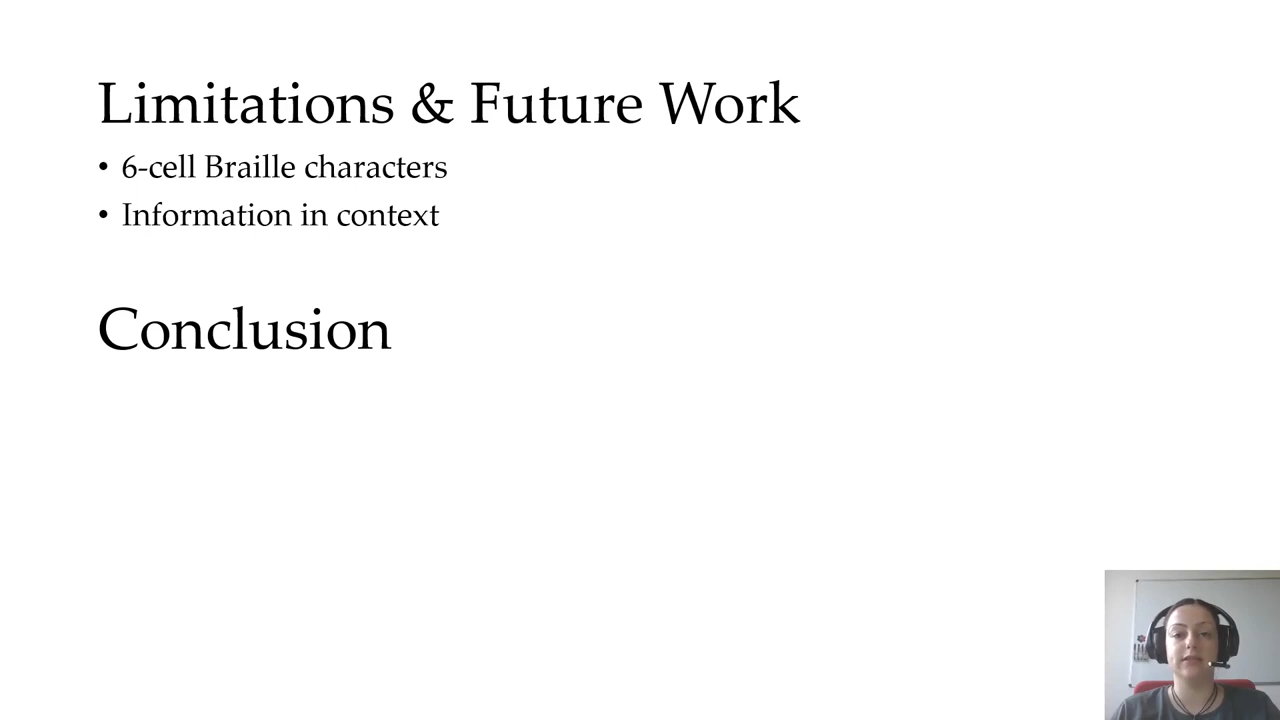 Limitations & Future Work
• 6-cell Braille characters
• Information in context
Conclusion